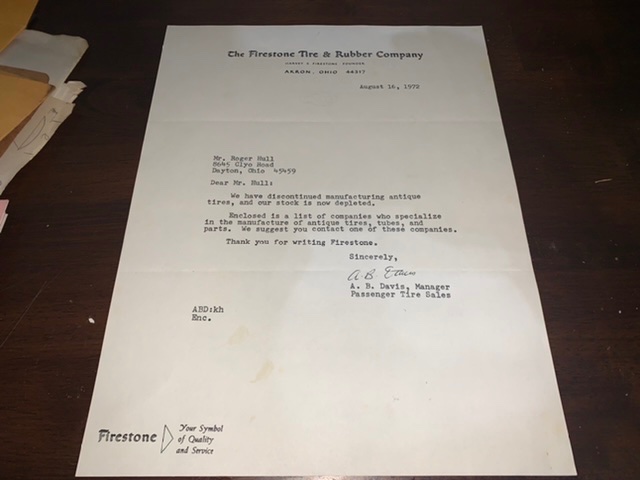 The Firestone Tire & Rubber Company
HARVEY S FIRESTONE FOUNDER
AKRON, OHIO 44317
August 16, 1972
Mr. Roger Hull
8645 Clyo Road
Dayton, Ohio 45459
Dear Mr. Hull:
We have discontinued manufacturing antique
tires, and our stock is now depleted.
Enclosed is a list of companies who specialize
in the manufacture of antique tires, tubes, and
parts. We suggest you contact one of these companies.
Thank you for writing Firestone.
Sincerely,
A. B. Davis
A. B. Davis, Manager
Passenger Tire Sales
ABD:kh
Enc.
Firestone
Your Symbol
of Quality
and Service